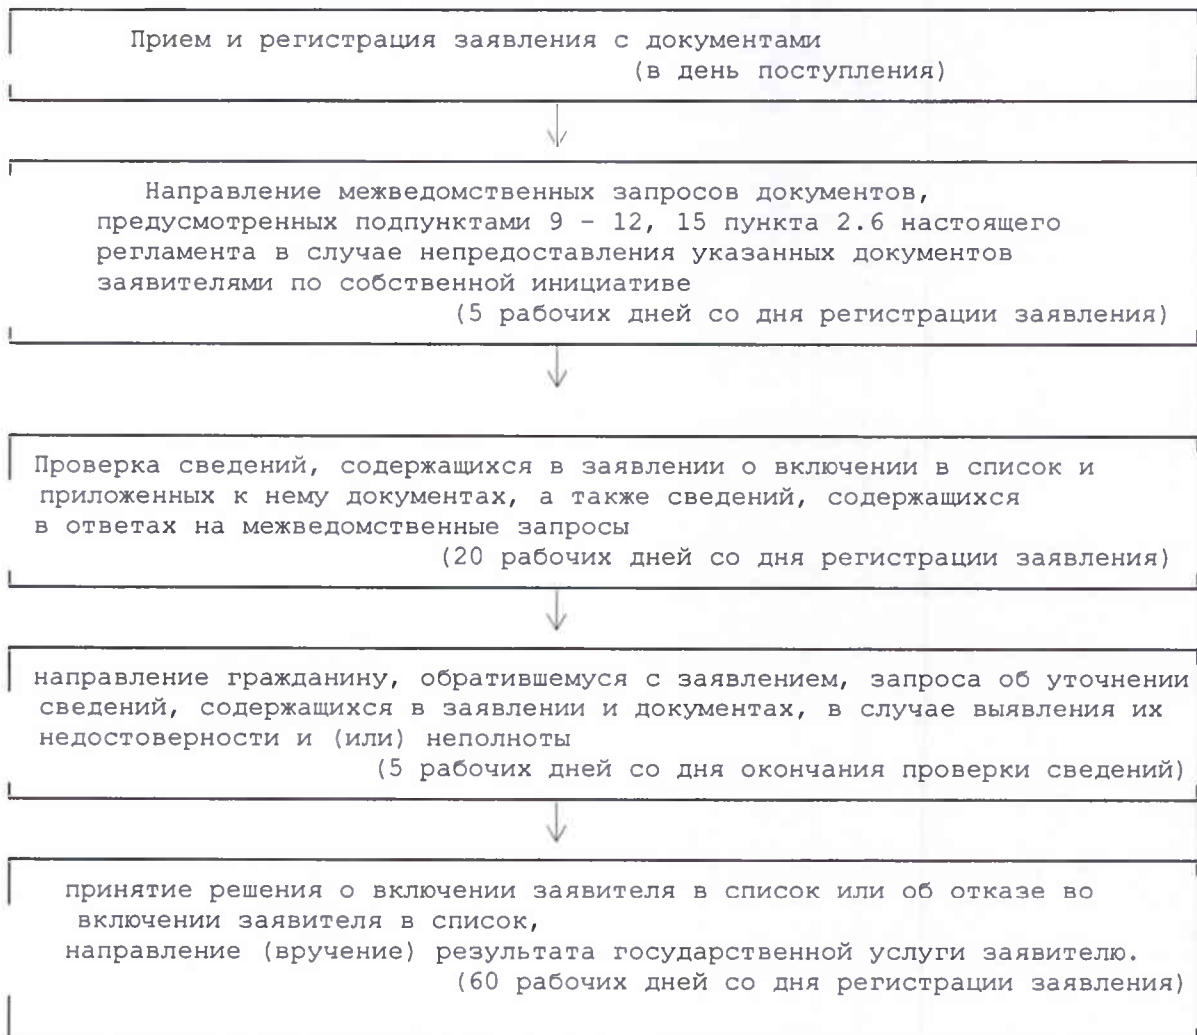 Прием и регистрация заявления с документами
(в день поступления)
Направление межведомственных запросов документов,
предусмотренных подпунктами 9 – 12, 15 пункта 2.6 настоящего
регламента в случае непредоставления указанных документов
заявителями по собственной инициативе
(5 рабочих дней со дня регистрации заявления)
Проверка сведений, содержащихся в заявлении о включении в список и
приложенных к нему документах, а также сведений, содержащихся
в ответах на межведомственные запросы
(20 рабочих дней со дня регистрации заявления)
направление гражданину, обратившемуся с заявлением, запроса об уточнении
сведений, содержащихся в заявлении и документах, в случае выявления их
недостоверности и (или) неполноты
(5 рабочих дней со дня окончания проверки сведений)
принятие решения о включении заявителя в список или об отказе во
включении заявителя в список,
направление (вручение) результата государственной услуги заявителю.
(60 рабочих дней со дня регистрации заявления)